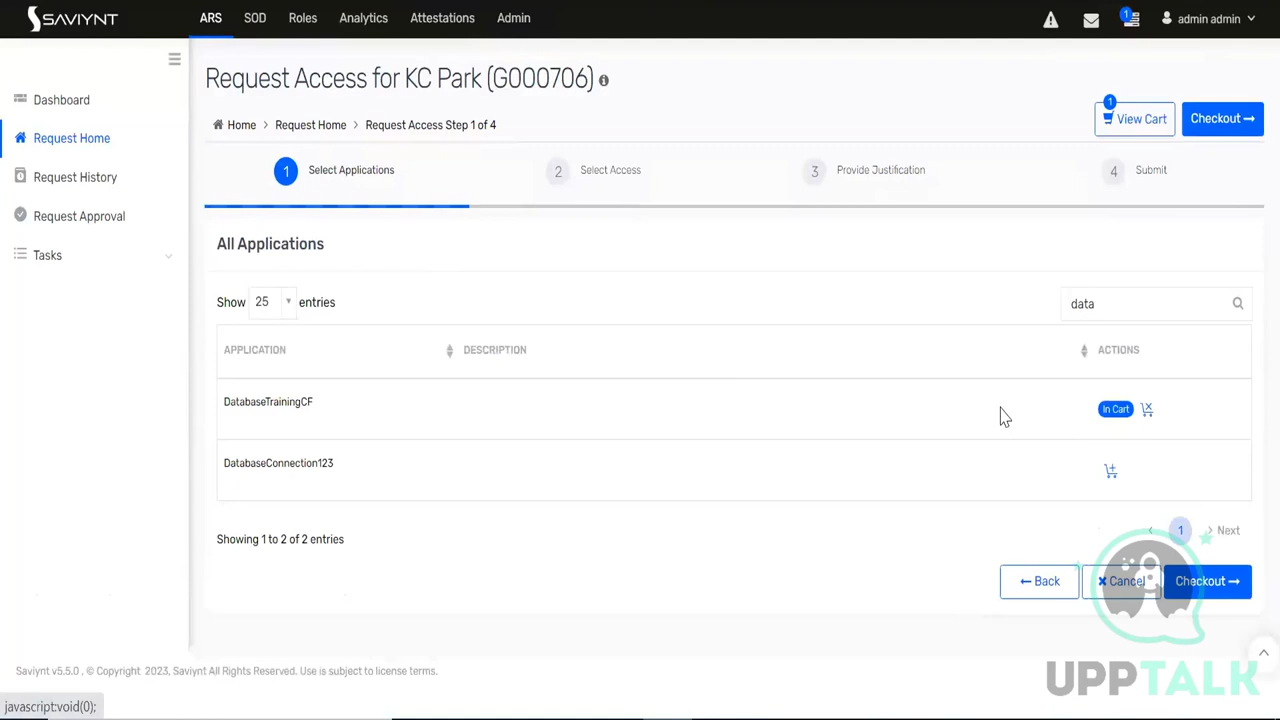 SAVIYNT
ARS SOD Roles Analytics Attestations Admin
1
admin admin
Request Access for KC Park (G000706)
Dashboard
Request Home
Request History
Request Approval
Tasks
Home > Request Home > Request Access Step 1 of 4
1
View Cart
Checkout
1 Select Applications
2 Select Access
3 Provide Justification
4 Submit
All Applications
Show 25 entries
data
APPLICATION DESCRIPTION ACTIONS
DatabaseTrainingCF In Cart
DatabaseConnection123
Showing 1 to 2 of 2 entries
< 1 > Next
Back Cancel Checkout
Saviynt v5.5.0 , © Copyright 2023, Saviynt All Rights Reserved. Use is subject to license terms.
UPPTALK
javascript:void(0);